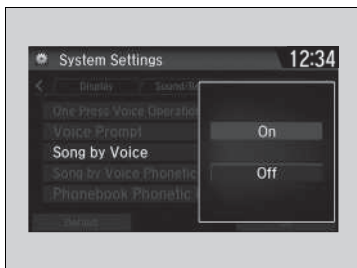 System Settings
12:34
Display
Sound/Be
One Press Voice Operation
Voice Prompt
On
Song by Voice
Song by Voice Phonetic
Off
Phonebook Phonetic
Default